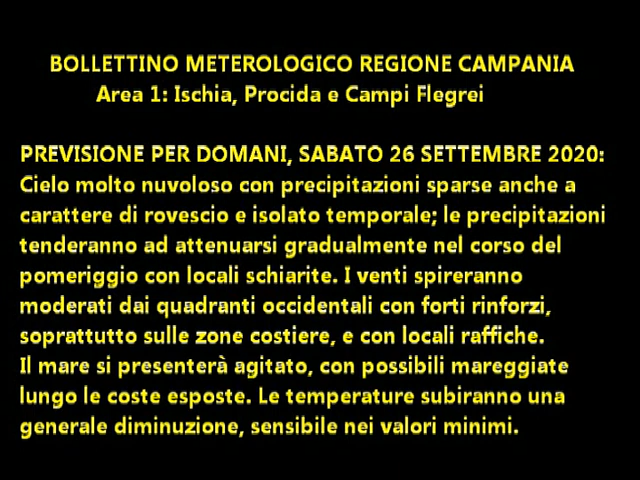 BOLLETTINO METEROLOGICO REGIONE CAMPANIA
Area 1: Ischia, Procida e Campi Flegrei
PREVISIONE PER DOMANI, SABATO 26 SETTEMBRE 2020:
Cielo molto nuvoloso con precipitazioni sparse anche a
carattere di rovescio e isolato temporale; le precipitazioni
tenderanno ad attenuarsi gradualmente nel corso del
pomeriggio con locali schiarite. I venti spireranno
moderati dai quadranti occidentali con forti rinforzi,
soprattutto sulle zone costiere, e con locali raffiche.
Il mare si presenterà agitato, con possibili mareggiate
lungo le coste esposte. Le temperature subiranno una
generale diminuzione, sensibile nei valori minimi.